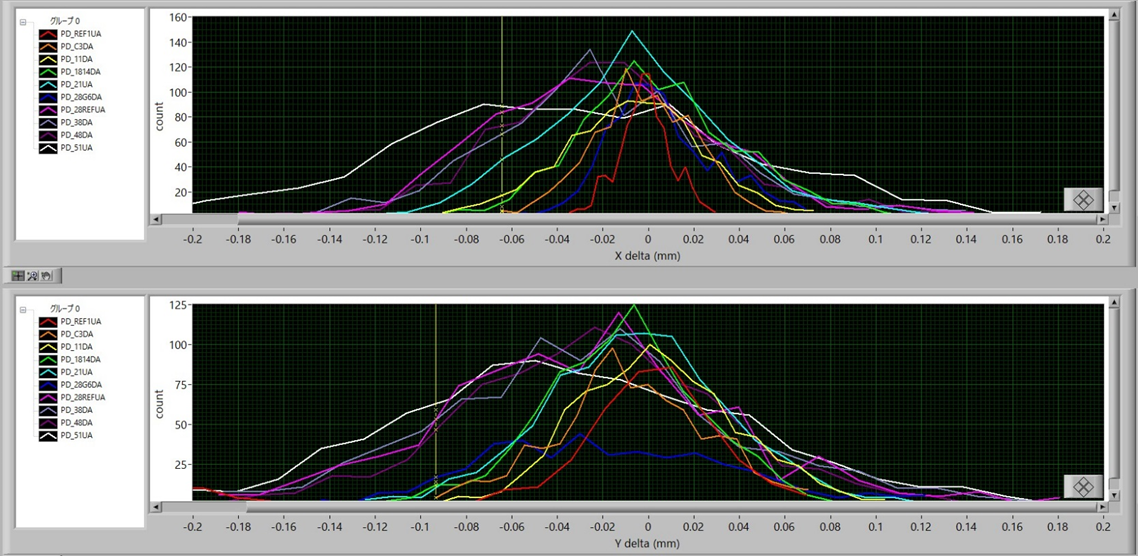 グループ 0
PD_REF1UA
PD_C3DA
PD_11DA
PD_1814DA
PD_21UA
PD_28G6DA
PD_28REFUA
PD_38DA
PD_48DA
PD_51UA
count
160
140
120
100
80
60
40
20
-0.2 -0.18 -0.16 -0.14 -0.12 -0.1 -0.08 -0.06 -0.04 -0.02 0 0.02 0.04 0.06 0.08 0.1 0.12 0.14 0.16 0.18 0.2
X delta (mm)
グループ 0
PD_REF1UA
PD_C3DA
PD_11DA
PD_1814DA
PD_21UA
PD_28G6DA
PD_28REFUA
PD_38DA
PD_48DA
PD_51UA
count
125
100
75
50
25
-0.2 -0.18 -0.16 -0.14 -0.12 -0.1 -0.08 -0.06 -0.04 -0.02 0 0.02 0.04 0.06 0.08 0.1 0.12 0.14 0.16 0.18 0.2
Y delta (mm)